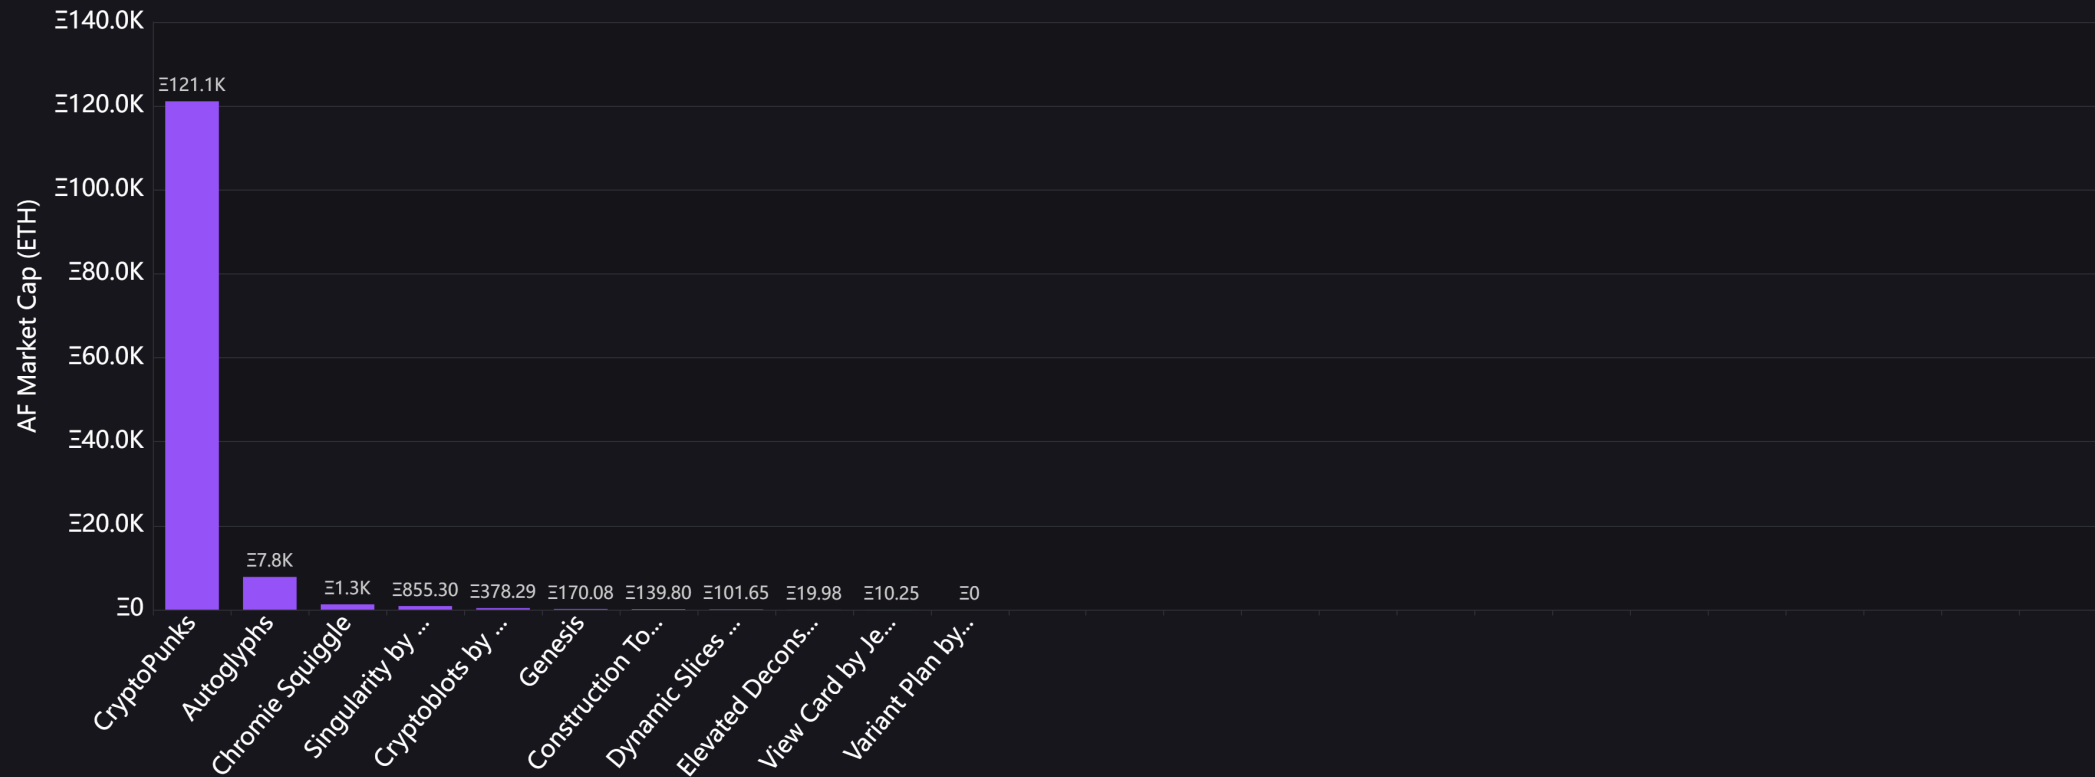 AF Market Cap (ETH)
Ξ140.0K
Ξ120.0K
Ξ100.0K
Ξ80.0K
Ξ60.0K
Ξ40.0K
Ξ20.0K
Ξ0
Ξ121.1K
Ξ7.8K
Ξ1.3K
Ξ855.30
Ξ378.29
Ξ170.08
Ξ139.80
Ξ101.65
Ξ19.98
Ξ10.25
Ξ0
CryptoPunks
Autoglyphs
Chromie Squiggle
Singularity by ...
Cryptoblots by ...
Genesis
Construction To...
Dynamic Slices ...
Elevated Decons...
View Card by Je...
Variant Plan by...